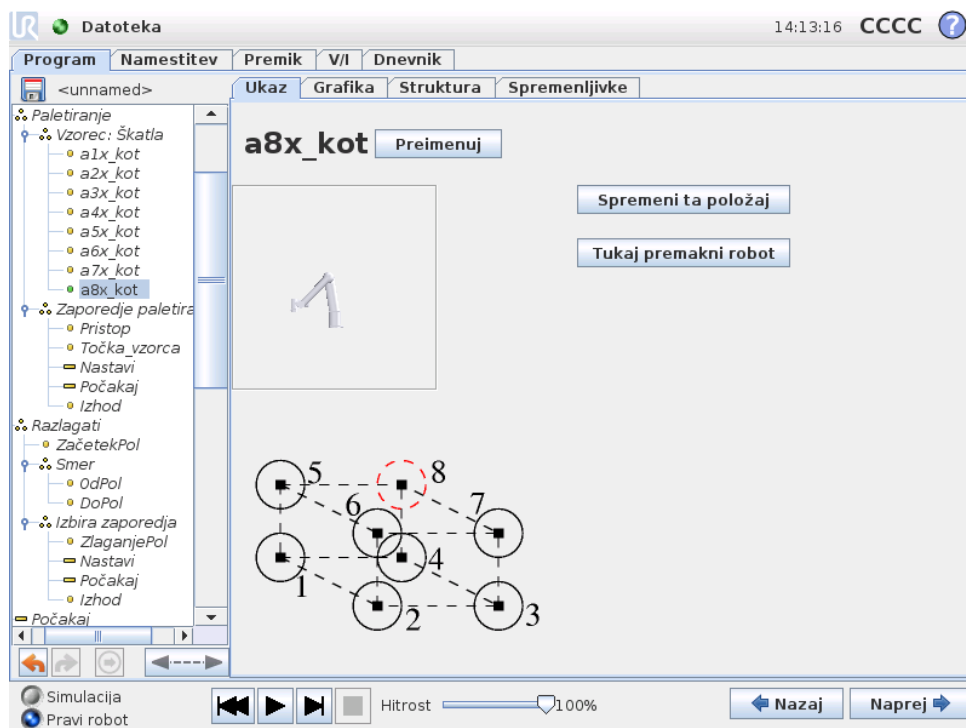 UR Datoteka 14:13:16 CCCC ?
Program Namestitev Premik V/I Dnevnik
<unnamed>
Ukaz Grafika Struktura Spremenljivke
Paletiranje
Vzorec: Škatla
a1x_kot
a2x_kot
a3x_kot
a4x_kot
a5x_kot
a6x_kot
a7x_kot
a8x_kot
Zaporedje paletira
Pristop
Točka_vzorca
Nastavi
Počakaj
Izhod
Razlagati
ZačetekPol
Smer
OdPol
DoPol
Izbira zaporedja
ZlaganjePol
Nastavi
Počakaj
Izhod
Počakaj
a8x_kot Preimenuj
Spremeni ta položaj
Tukaj premakni robot
5 8
6 7
1 4
2 3
Simulacija
Pravi robot
Hitrost 100%
Nazaj Naprej